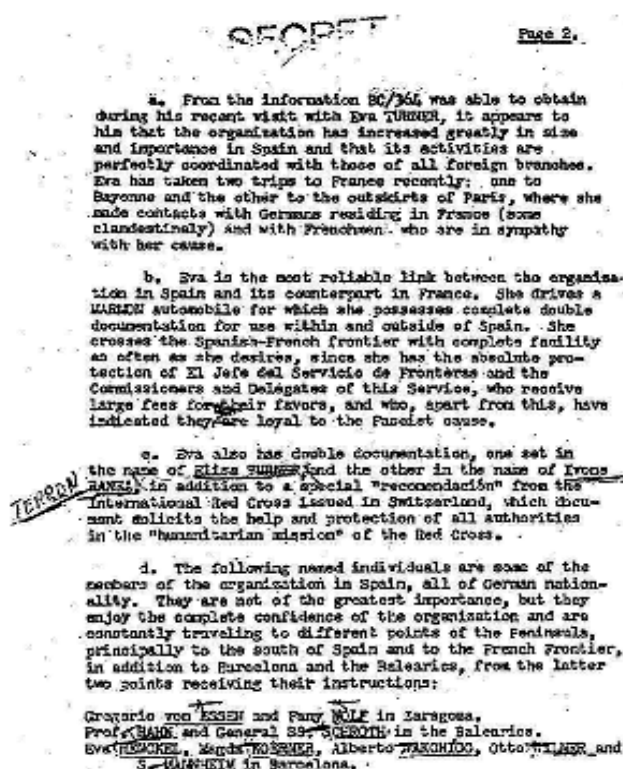 SECRET
Page 2.
a. From the information BC/364 was able to obtain
during his recent visit with Eva TURNER, it appears to
him that the organization has increased greatly in size
and importance in Spain and that its activities are
perfectly coordinated with those of all foreign branches.
Eva has taken two trips to France recently: one to
Bayonne and the other to the outskirts of Paris, where she
made contacts with Germans residing in France (some
clandestinely) and with Frenchmen who are in sympathy
with her cause.
b. Eva is the most reliable link between the organiza-
tion in Spain and its counterpart in France. She drives a
automobile for which she possesses complete double
documentation for use within and outside of Spain. She
crosses the Spanish-French frontier with complete facility
as often as she desires, since she has the absolute pro-
tection of El Jefe del Servicio de Fronteras and the
Commissioners and Delegates of this Service, who receive
large fees for their favors, and who, apart from this, have
indicated they are loyal to the Fascist cause.
c. Eva also has double documentation, one set in
the name of Elisa TURNER and the other in the name of
in addition to a special "recomendación" from the
International Red Cross issued in Switzerland, which docu-
ment solicits the help and protection of all authorities
in the "humanitarian mission" of the Red Cross.
d. The following named individuals are some of the
members of the organization in Spain, all of German nation-
ality. They are not of the greatest importance, but they
enjoy the complete confidence of the organization and are
constantly traveling to different points of the Peninsula,
principally to the south of Spain and to the French Frontier,
in addition to Barcelona and the Balearics, from the latter
two points receiving their instructions:
Gregorio von ESSEN and Fany WOLF in Zaragoza.
Prof. HAHN and General SS SCHROTH in the Balearics.
Eva HENCKEL, KOERNER, Alberto Otto and
S. MANNHEIM in Barcelona.